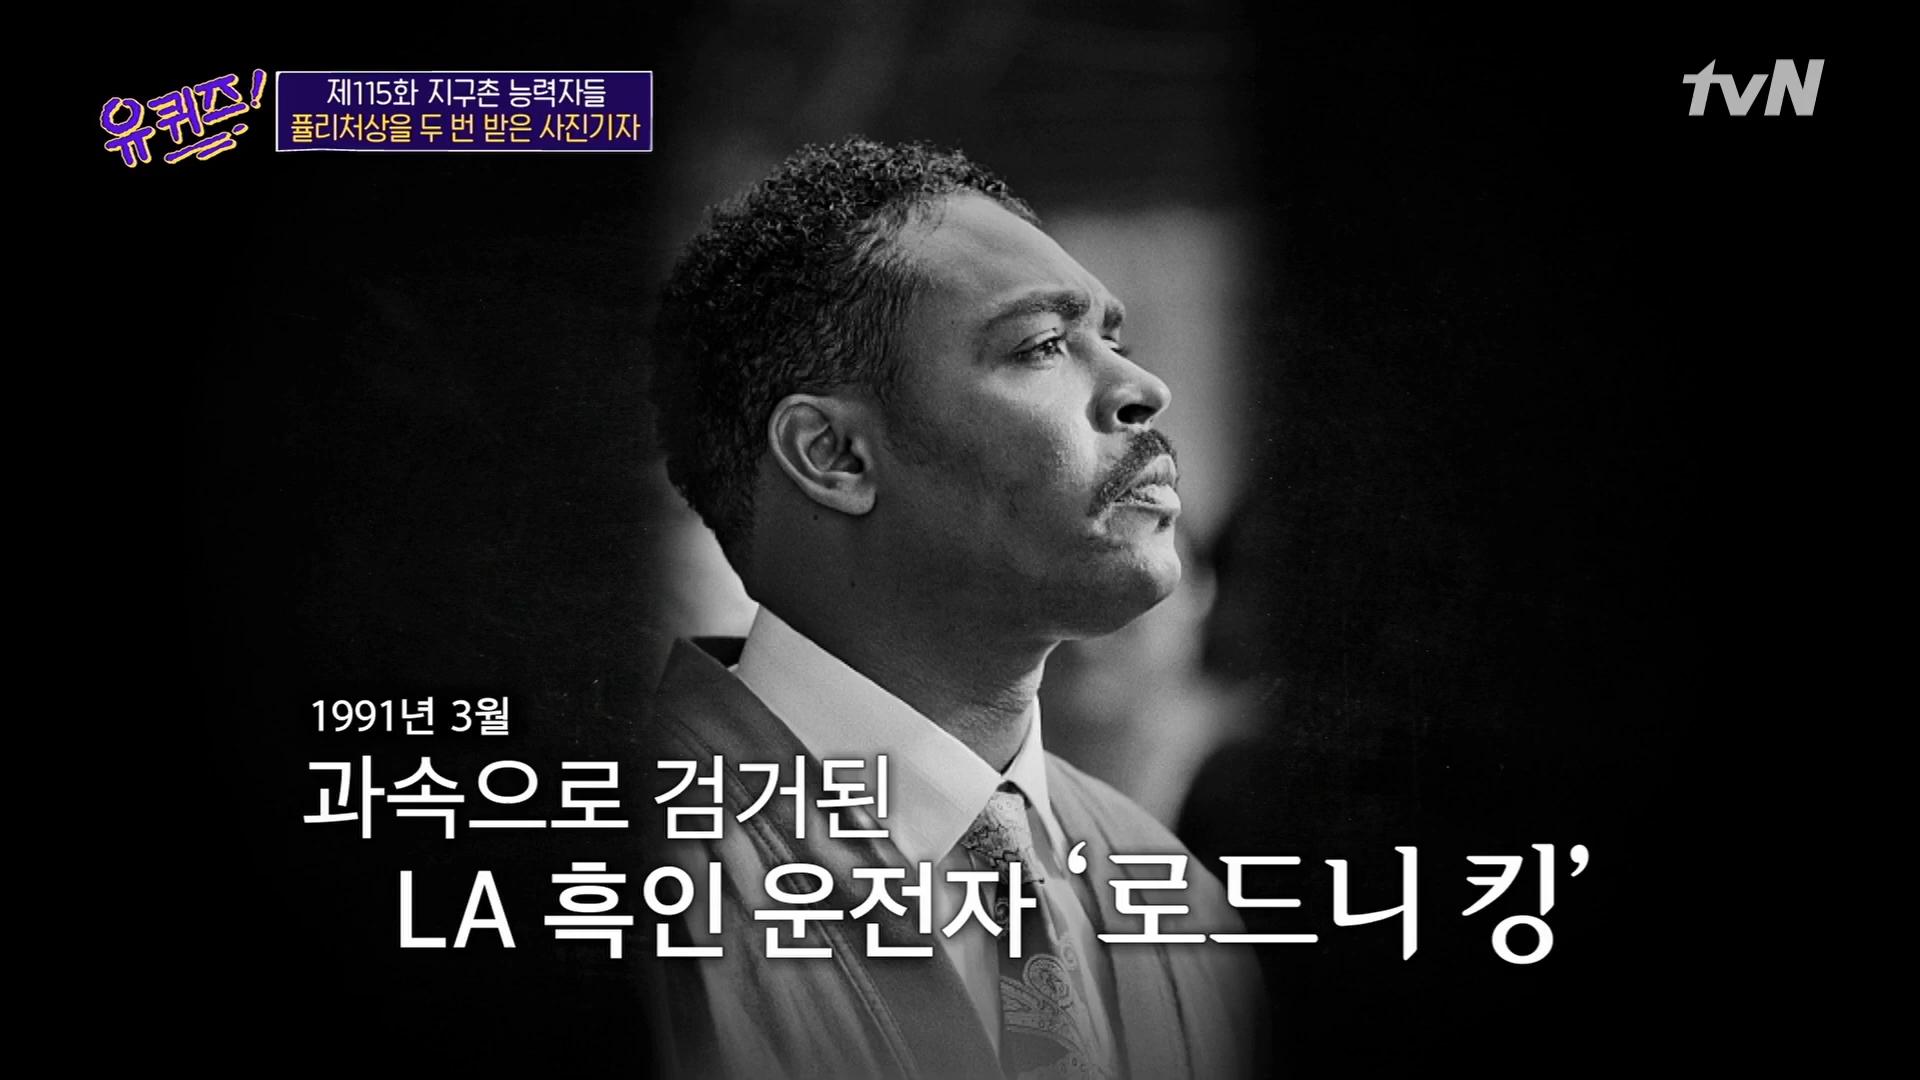 유퀴즈!
제115화 지구촌 능력자들
퓰리처상을 두 번 받은 사진기자
tvN
1991년 3월
과속으로 검거된
LA 흑인 운전자 ‘로드니 킹’